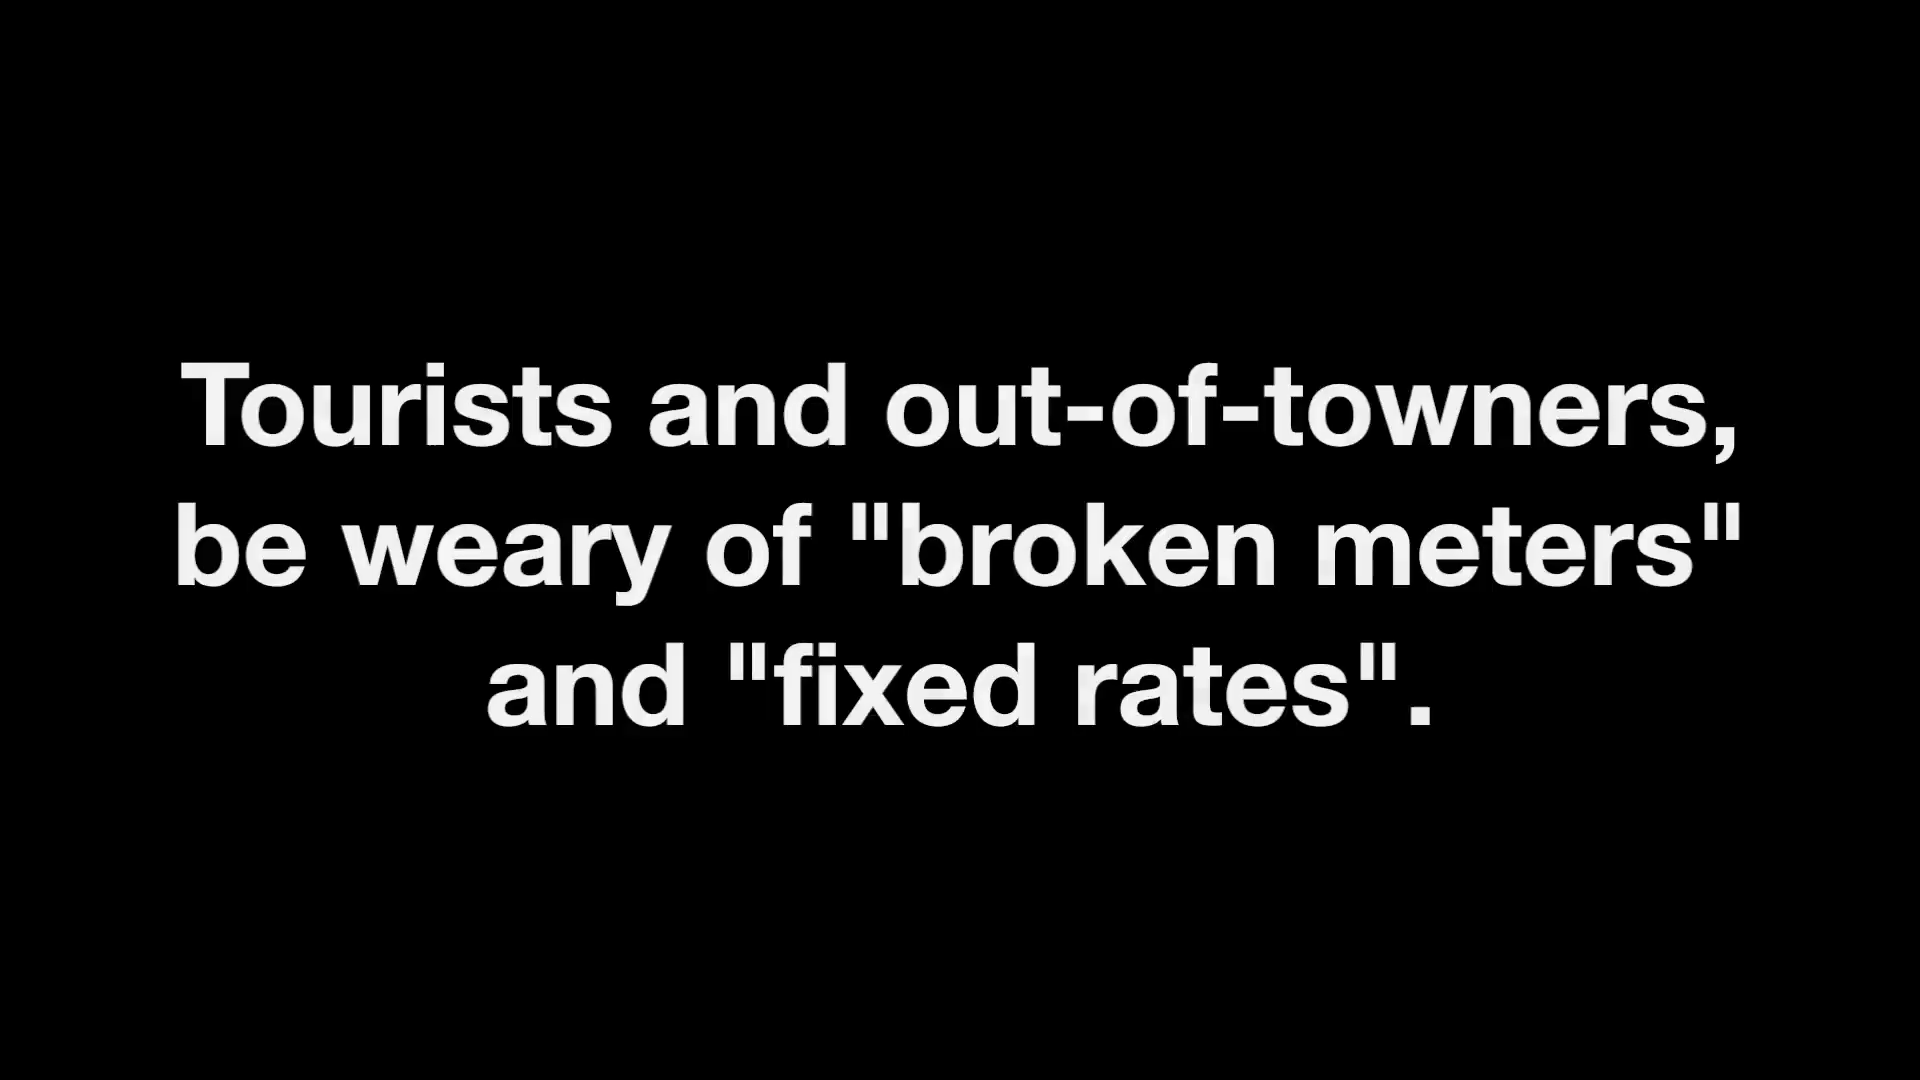 Tourists and out-of-towners,
be weary of "broken meters"
and "fixed rates".